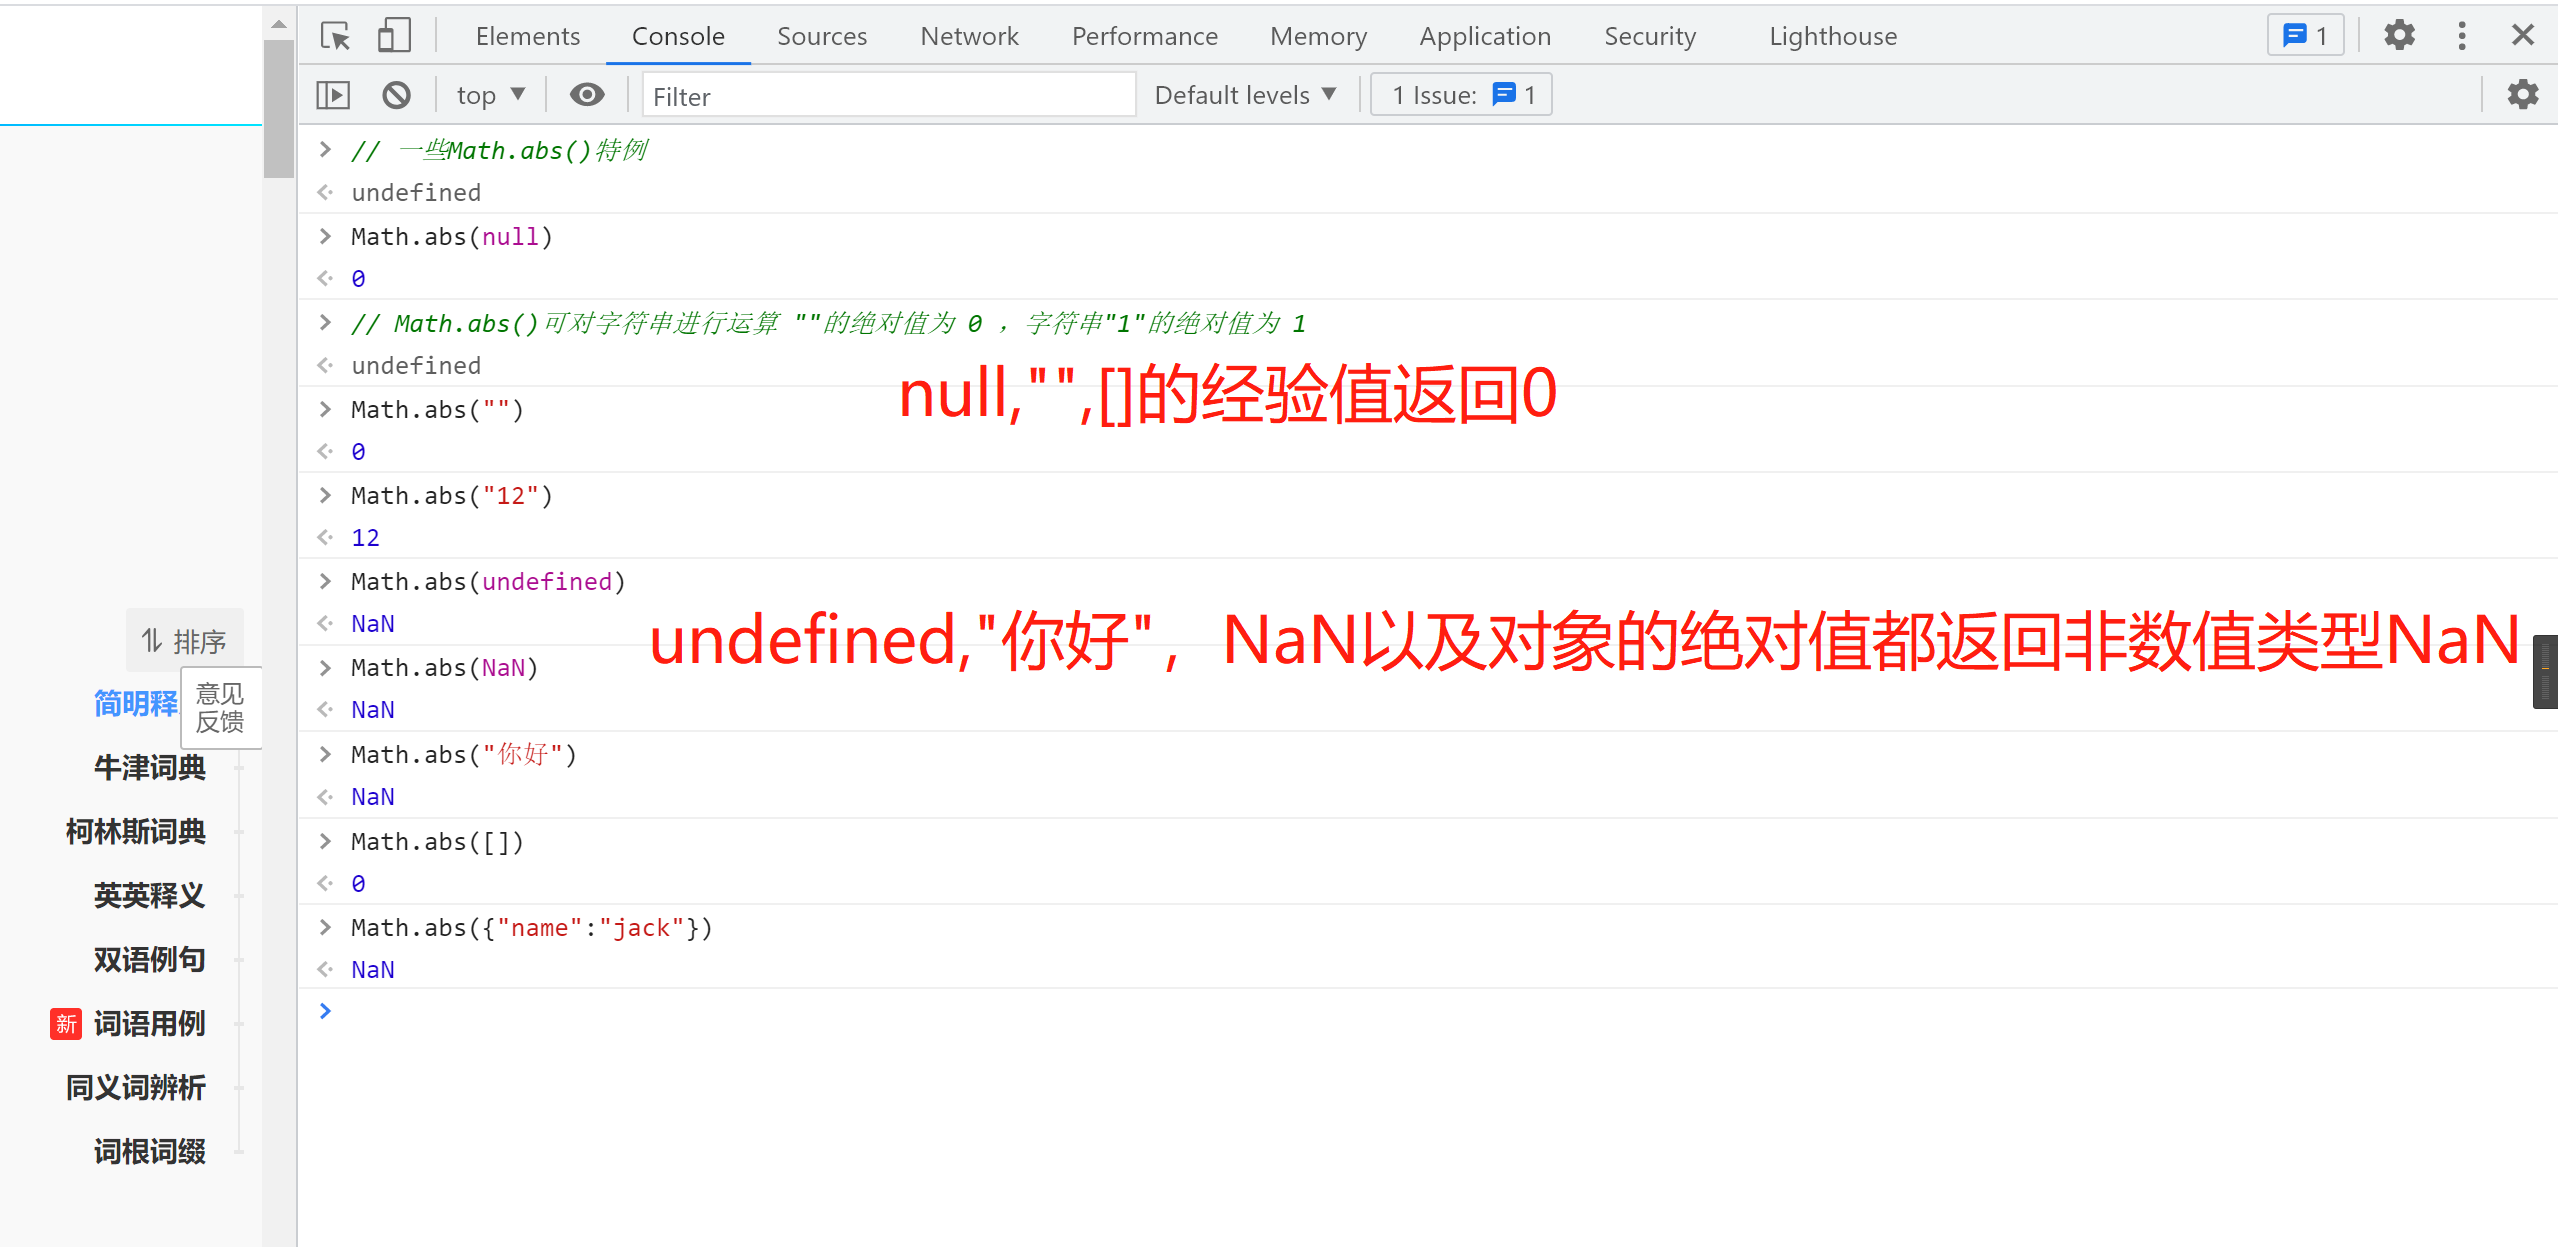 Elements Console Sources Network Performance Memory Application Security Lighthouse 1
top Filter Default levels 1 Issue: 1
// 一些Math.abs()特例
undefined
Math.abs(null)
0
// Math.abs()可对字符串进行运算 ""的绝对值为 0 ，字符串"1"的绝对值为 1
undefined
null,"",[]的经验值返回0
Math.abs("")
0
Math.abs("12")
12
Math.abs(undefined)
NaN
undefined,"你好"，NaN以及对象的绝对值都返回非数值类型NaN
Math.abs(NaN)
NaN
Math.abs("你好")
NaN
Math.abs([])
0
Math.abs({"name":"jack"})
NaN
排序
简明释
意见
反馈
牛津词典
柯林斯词典
英英释义
双语例句
新 词语用例
同义词辨析
词根词缀